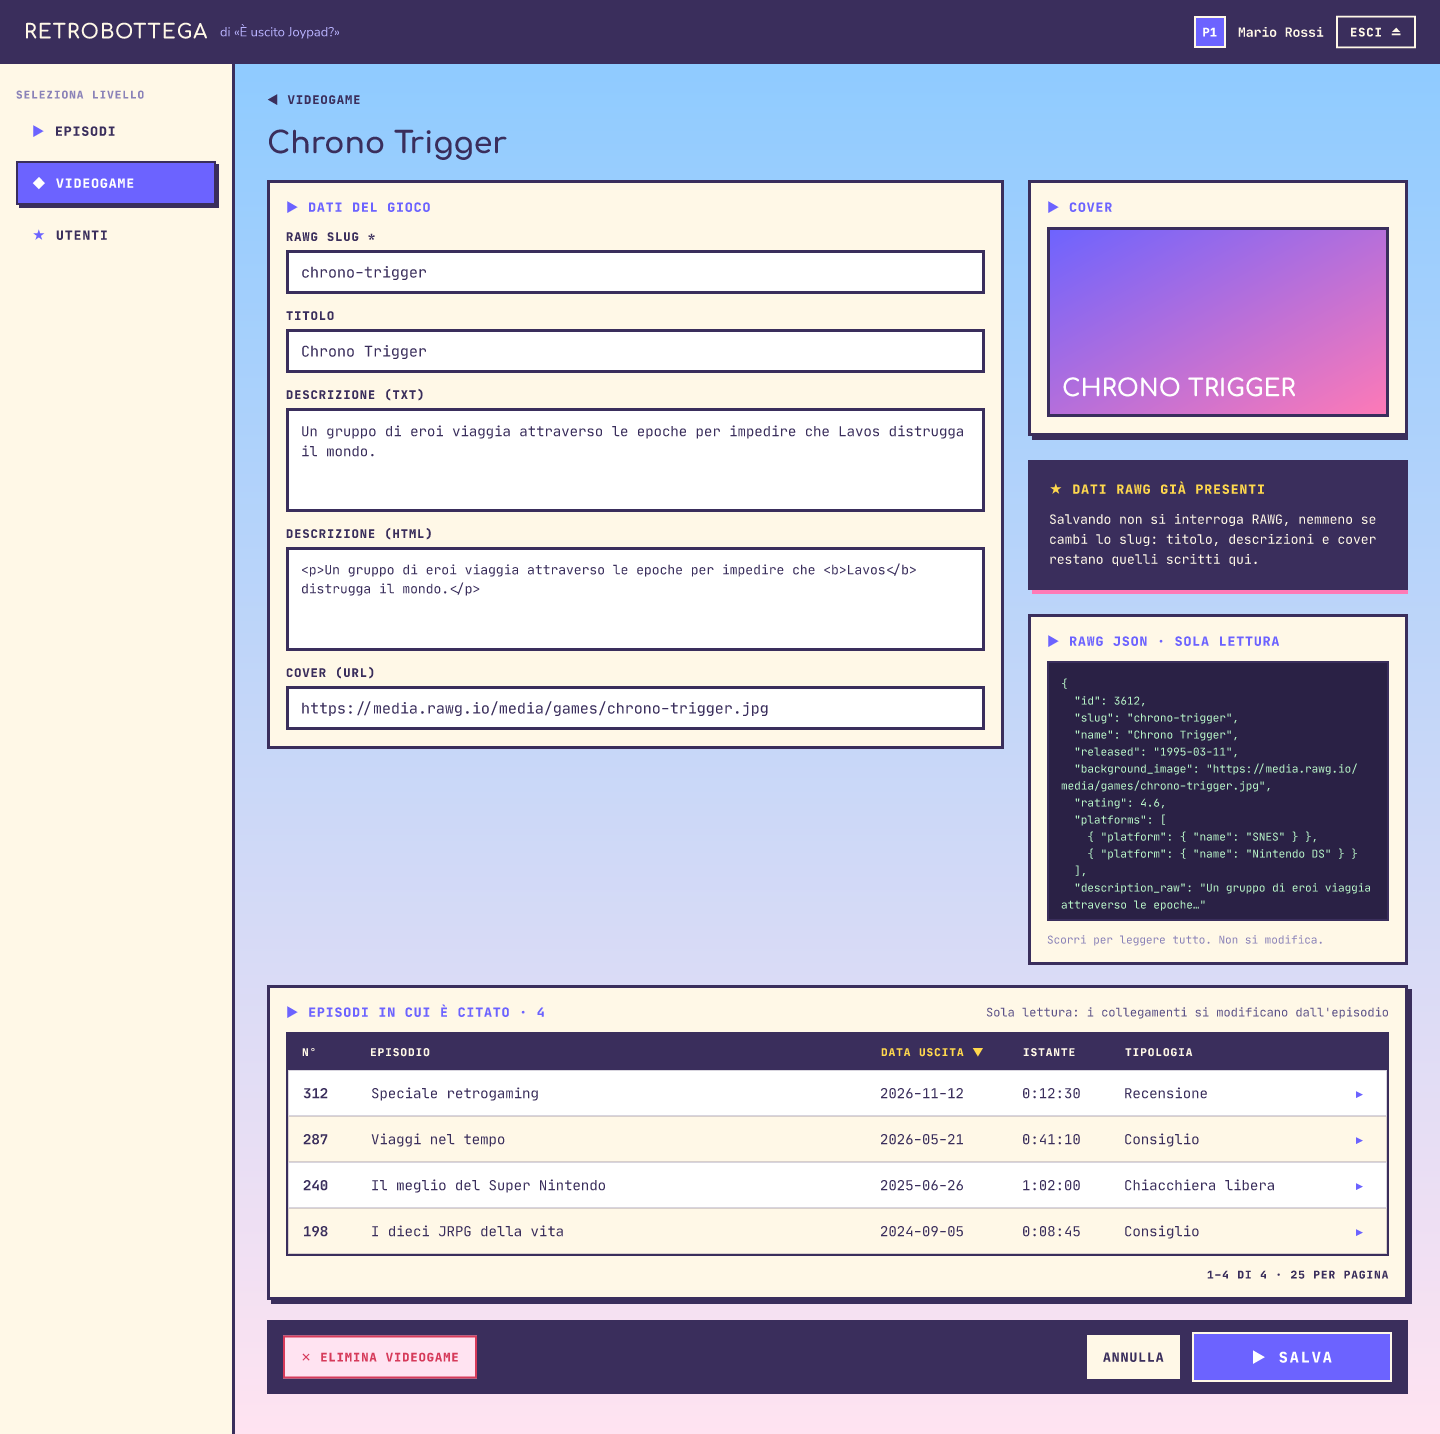 RETROBOTTEGA di «È uscito Joypad?»
P1 Mario Rossi ESCI ⏏
SELEZIONA LIVELLO
▶ EPISODI
◆ VIDEOGAME
★ UTENTI
◀ VIDEOGAME
Chrono Trigger
▶ DATI DEL GIOCO
RAWG SLUG *
chrono-trigger
TITOLO
Chrono Trigger
DESCRIZIONE (TXT)
Un gruppo di eroi viaggia attraverso le epoche per impedire che Lavos distrugga
il mondo.
DESCRIZIONE (HTML)
<p>Un gruppo di eroi viaggia attraverso le epoche per impedire che <b>Lavos</b>
distrugga il mondo.</p>
COVER (URL)
https://media.rawg.io/media/games/chrono-trigger.jpg
▶ COVER
CHRONO TRIGGER
★ DATI RAWG GIÀ PRESENTI
Salvando non si interroga RAWG, nemmeno se
cambi lo slug: titolo, descrizioni e cover
restano quelli scritti qui.
▶ RAWG JSON · SOLA LETTURA
{
  "id": 3612,
  "slug": "chrono-trigger",
  "name": "Chrono Trigger",
  "released": "1995-03-11",
  "background_image": "https://media.rawg.io/
media/games/chrono-trigger.jpg",
  "rating": 4.6,
  "platforms": [
    { "platform": { "name": "SNES" } },
    { "platform": { "name": "Nintendo DS" } }
  ],
  "description_raw": "Un gruppo di eroi viaggia
attraverso le epoche…"
Scorri per leggere tutto. Non si modifica.
▶ EPISODI IN CUI È CITATO · 4
Sola lettura: i collegamenti si modificano dall'episodio
N° EPISODIO DATA USCITA ▼ ISTANTE TIPOLOGIA
312 Speciale retrogaming 2026-11-12 0:12:30 Recensione ▶
287 Viaggi nel tempo 2026-05-21 0:41:10 Consiglio ▶
240 Il meglio del Super Nintendo 2025-06-26 1:02:00 Chiacchiera libera ▶
198 I dieci JRPG della vita 2024-09-05 0:08:45 Consiglio ▶
1–4 DI 4 · 25 PER PAGINA
✕ ELIMINA VIDEOGAME
ANNULLA
▶ SALVA